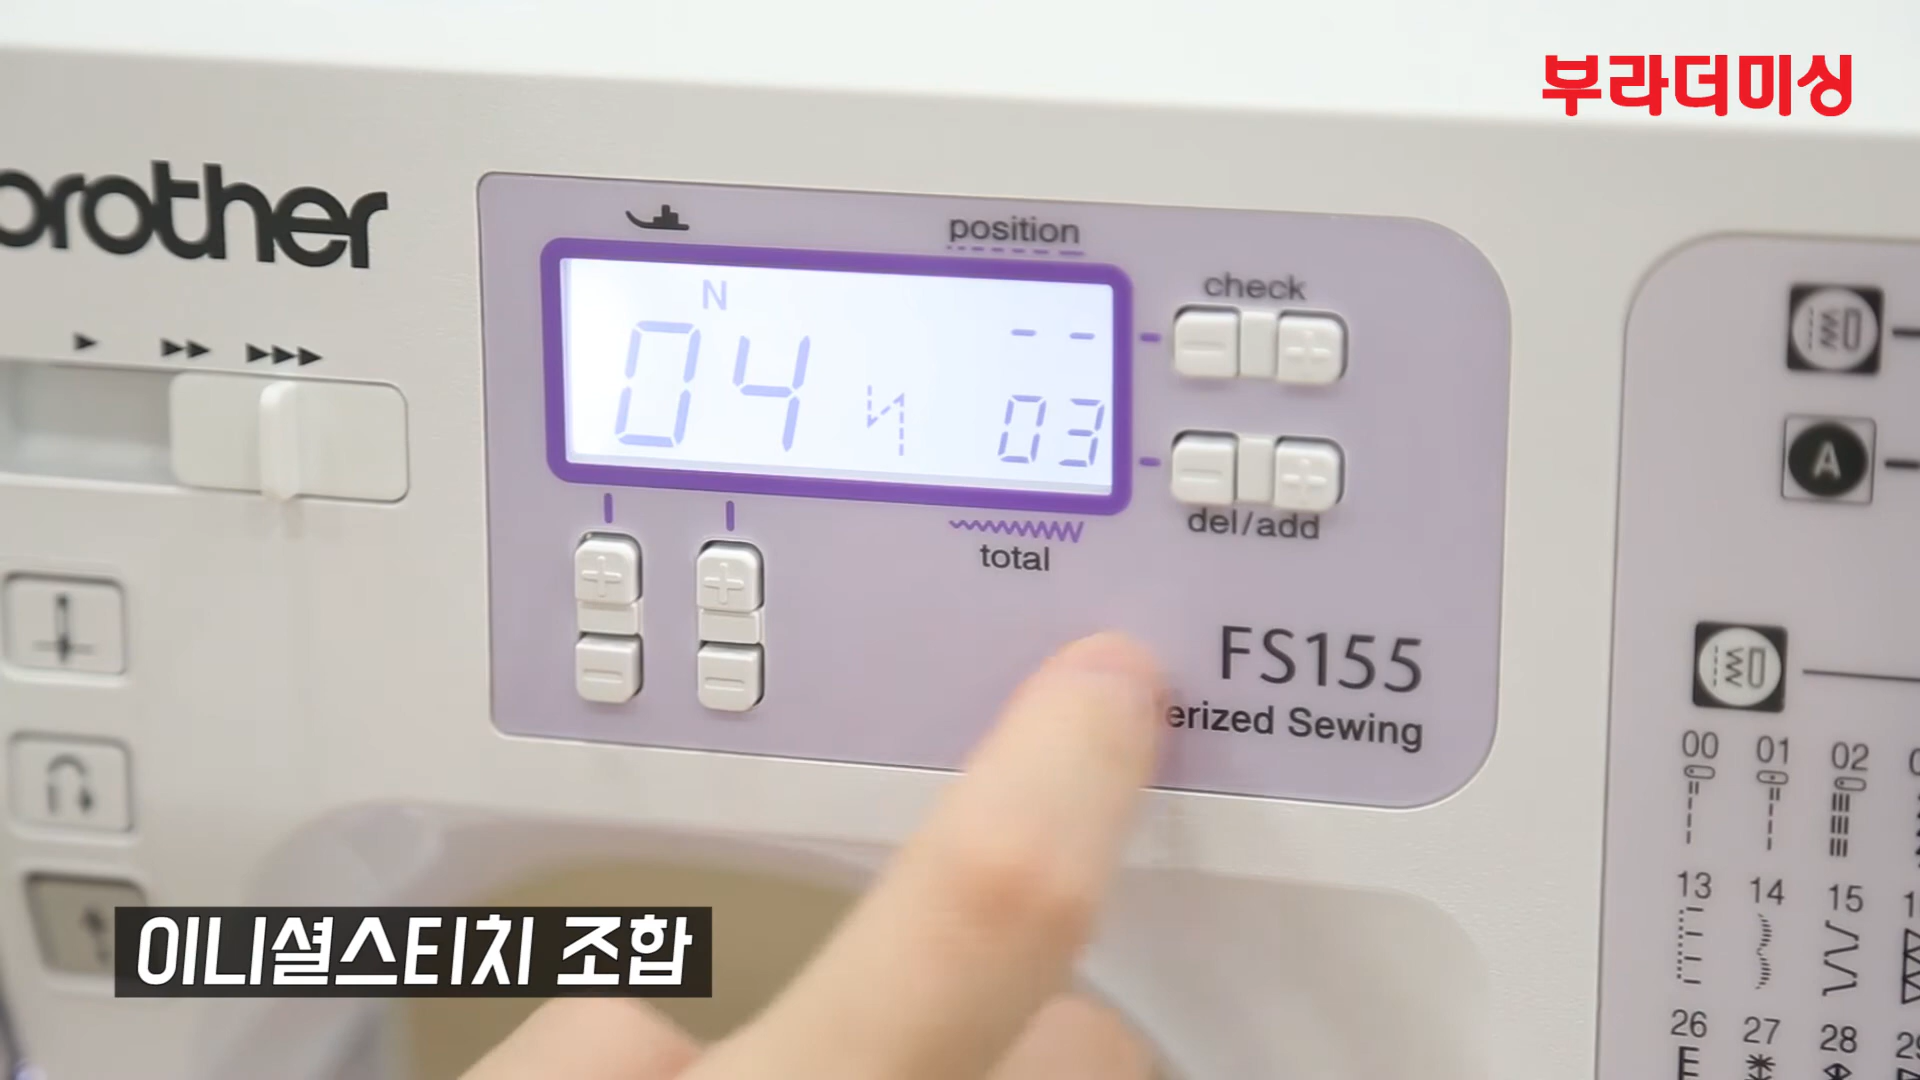 부라더미싱
brother
position
check
N
04
-- --
03
del/add
total
FS155
erized Sewing
A
00 01 02
13 14 15
26 27 28
이니셜스티치 조합